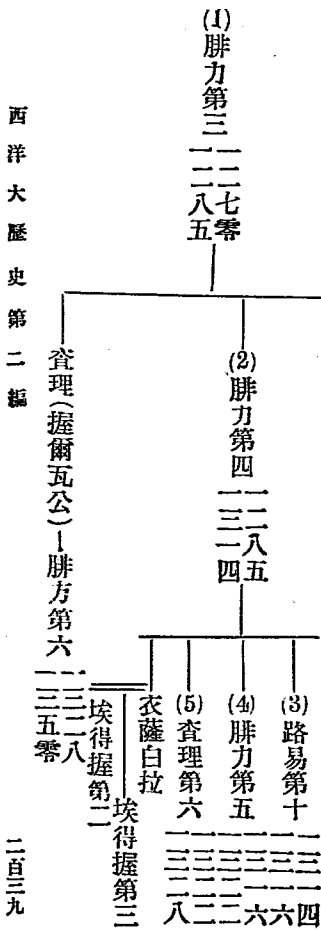 (1)腓力第三 一二七零
一二八五
(2)腓力第四 一二八五
一三一四
(3)路易第十 一三一四
一三一六
(4)腓力第五 一三一六
一三二二
(5)查理第六 一三二二
一三二八
衣薩白拉
埃得握第三
埃得握第二
查理(握爾瓦公)—腓方第六 一三二八
一三五零
西洋大歷史第二編
二百三九